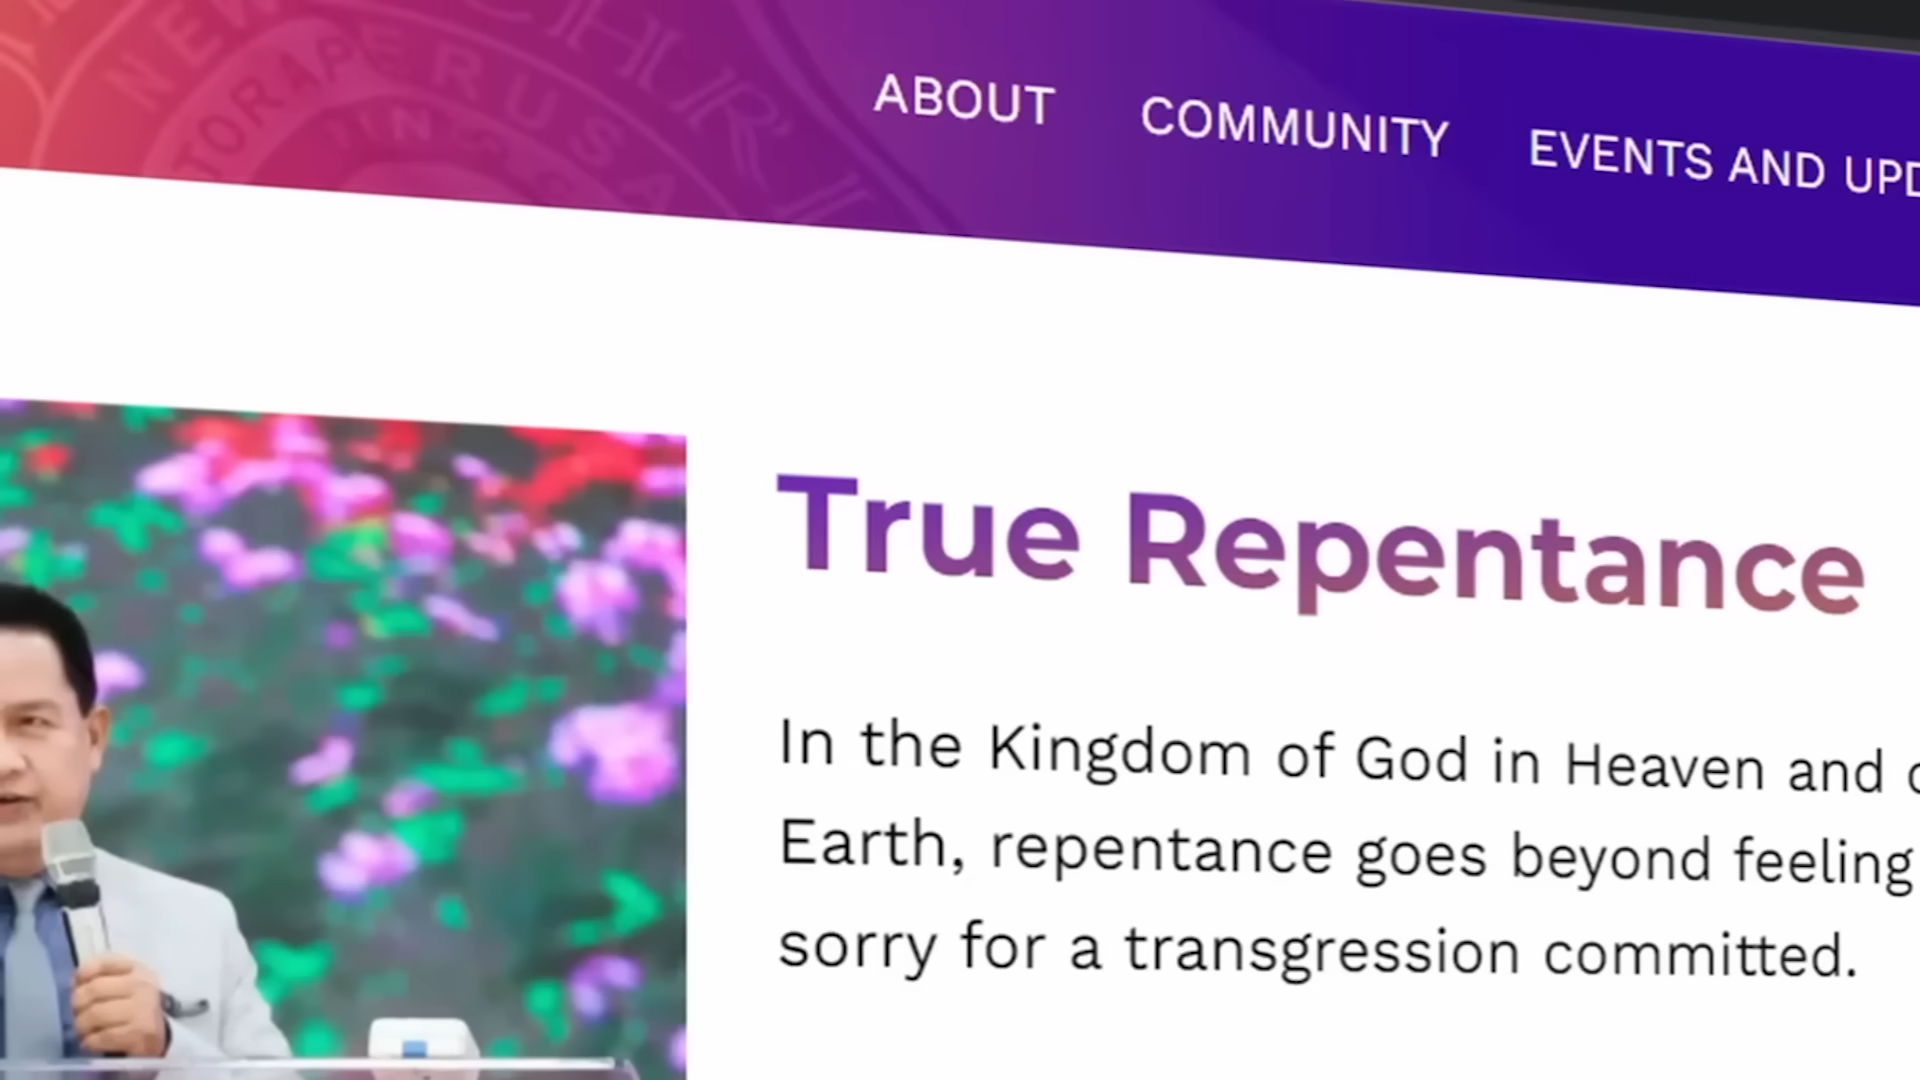 ABOUT COMMUNITY EVENTS AND UPD
True Repentance
In the Kingdom of God in Heaven and
Earth, repentance goes beyond feeling
sorry for a transgression committed.